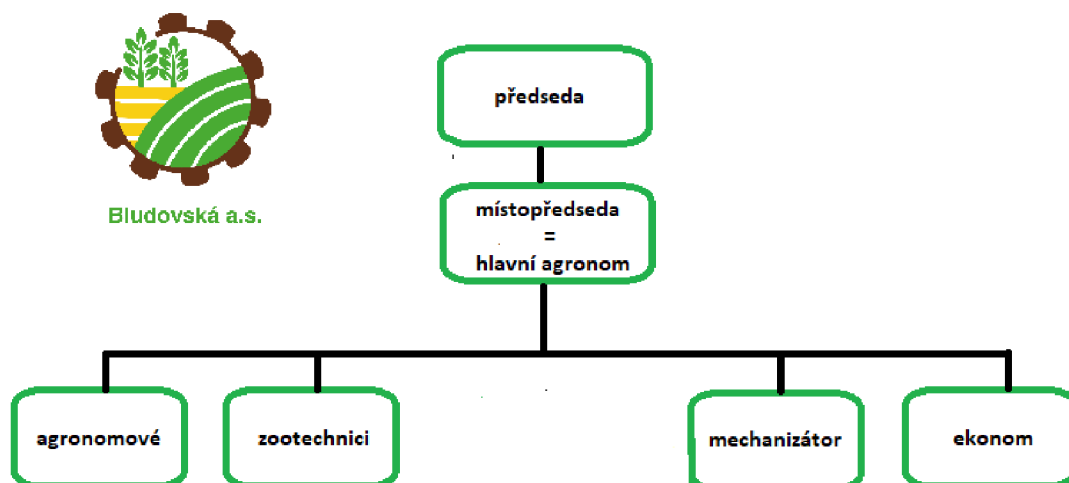 předseda
Bludovská a.s.
místopředseda
=
hlavní agronom
agronomové
zootechnici
mechanizátor
ekonom